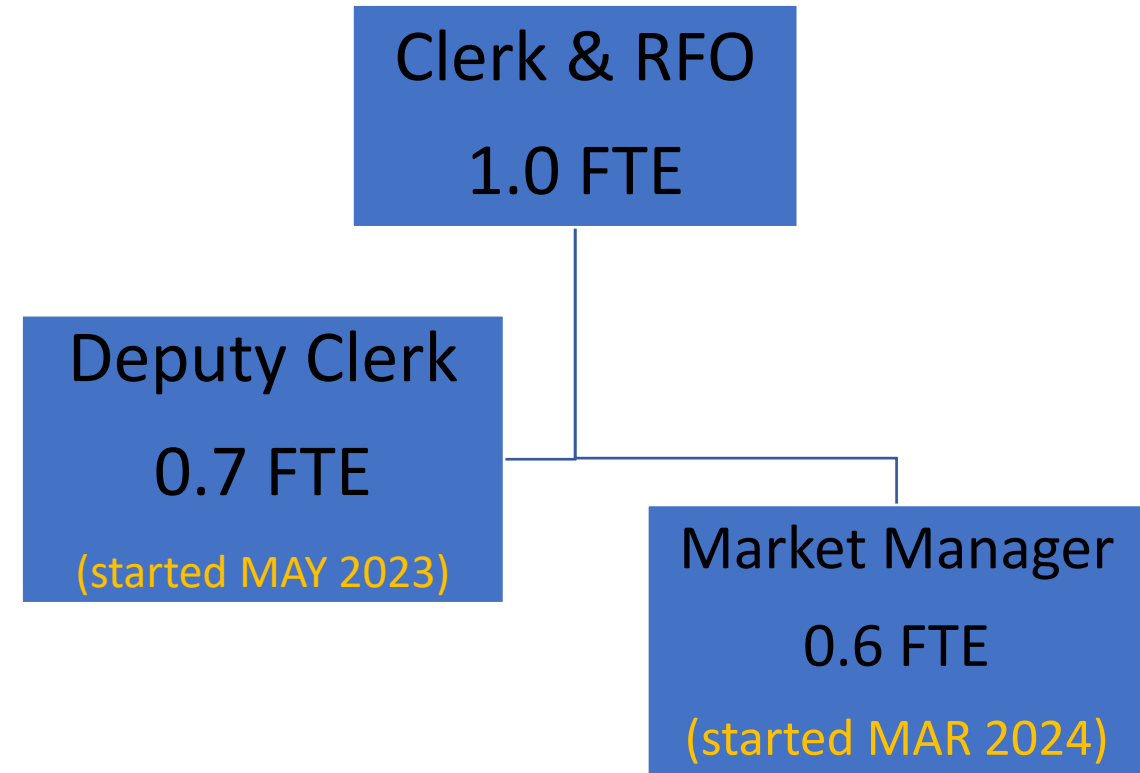 Clerk & RFO
1.0 FTE
Deputy Clerk
0.7 FTE
(started MAY 2023)
Market Manager
0.6 FTE
(started MAR 2024)